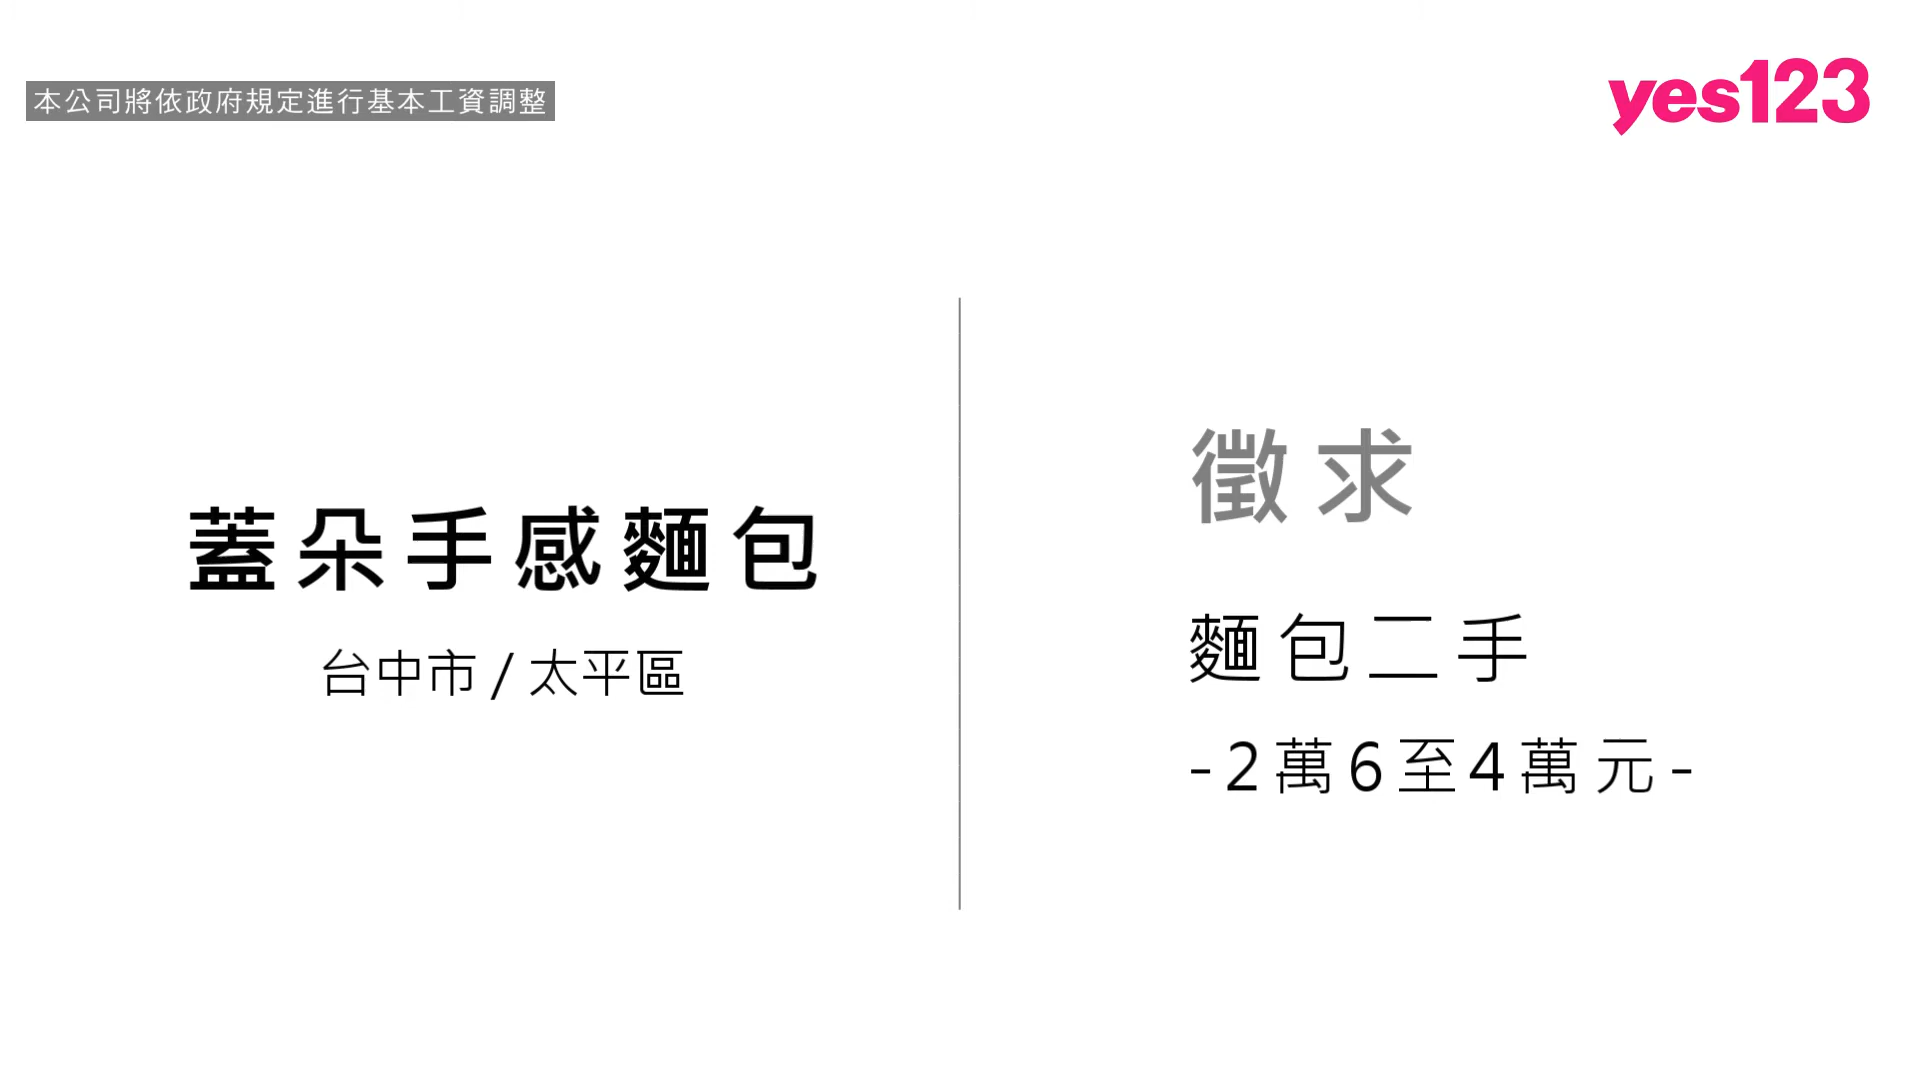 本公司將依政府規定進行基本工資調整
yes123
蓋朵手感麵包
台中市/太平區
徵求
麵包二手
-2萬6至4萬元-